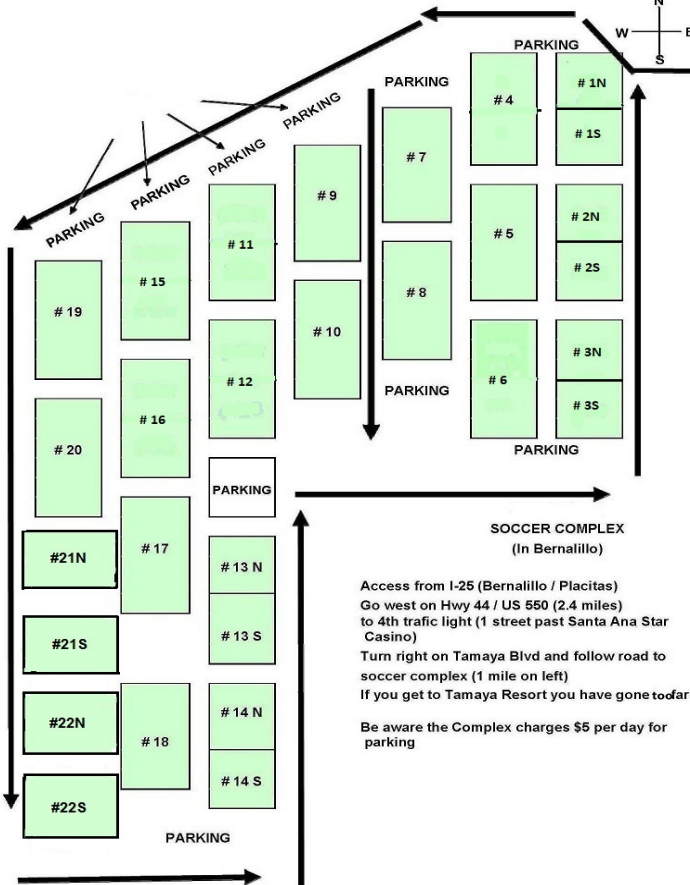 N
W
E
S
PARKING
PARKING
# 4
# 1N
# 1S
PARKING
# 7
# 9
PARKING
# 11
# 2N
# 5
# 2S
PARKING
# 15
PARKING
# 19
# 8
# 10
# 3N
# 12
# 6
# 3S
PARKING
# 16
# 20
PARKING
PARKING
#21N
# 17
# 13 N
# 13 S
#21S
#22N
# 18
# 14 N
# 14 S
#22S
PARKING
SOCCER COMPLEX
(In Bernalillo)
Access from I-25 (Bernalillo / Placitas)
Go west on Hwy 44 / US 550 (2.4 miles)
to 4th trafic light (1 street past Santa Ana Star
Casino)
Turn right on Tamaya Blvd and follow road to
soccer complex (1 mile on left)
If you get to Tamaya Resort you have gone too far
Be aware the Complex charges $5 per day for
parking